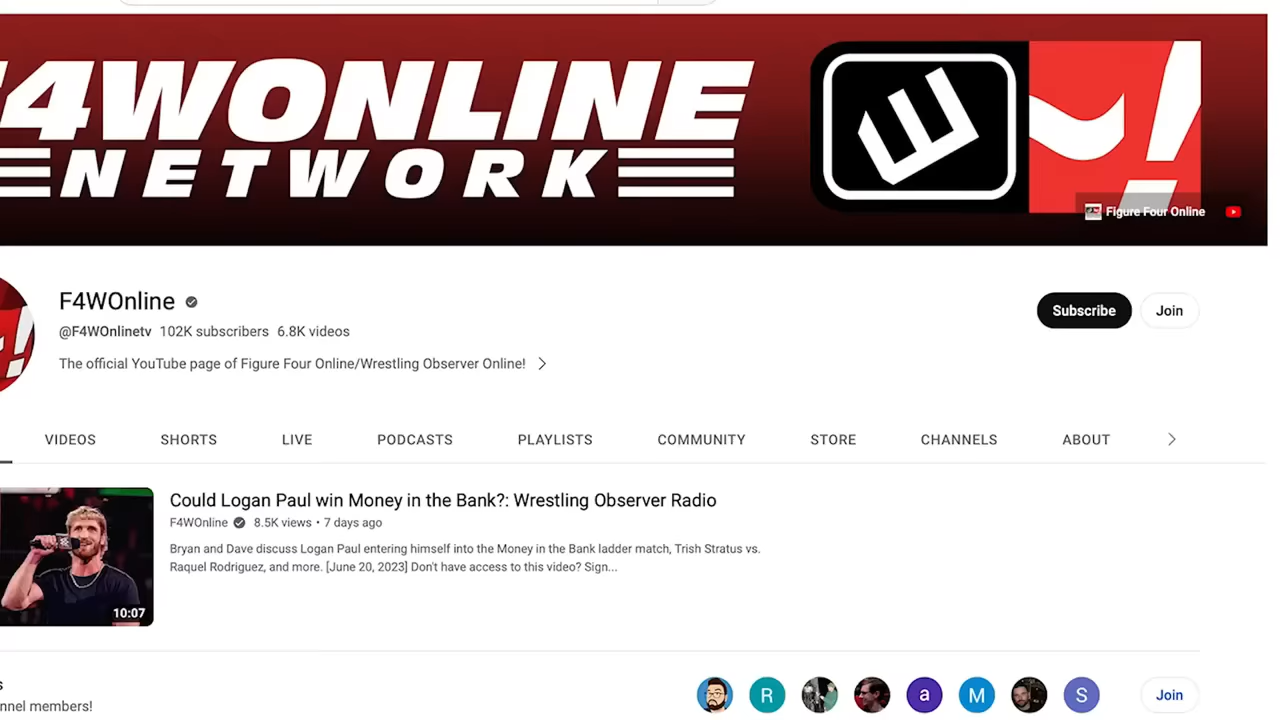 F4WONLINE
NETWORK
Figure Four Online
F4WOnline
@F4WOnlinetv 102K subscribers 6.8K videos
The official YouTube page of Figure Four Online/Wrestling Observer Online!
Subscribe
Join
VIDEOS SHORTS LIVE PODCASTS PLAYLISTS COMMUNITY STORE CHANNELS ABOUT
Could Logan Paul win Money in the Bank?: Wrestling Observer Radio
F4WOnline 8.5K views • 7 days ago
Bryan and Dave discuss Logan Paul entering himself into the Money in the Bank ladder match, Trish Stratus vs.
Raquel Rodriguez, and more. [June 20, 2023] Don't have access to this video? Sign...
10:07
s
nnel members!
R a M S
Join